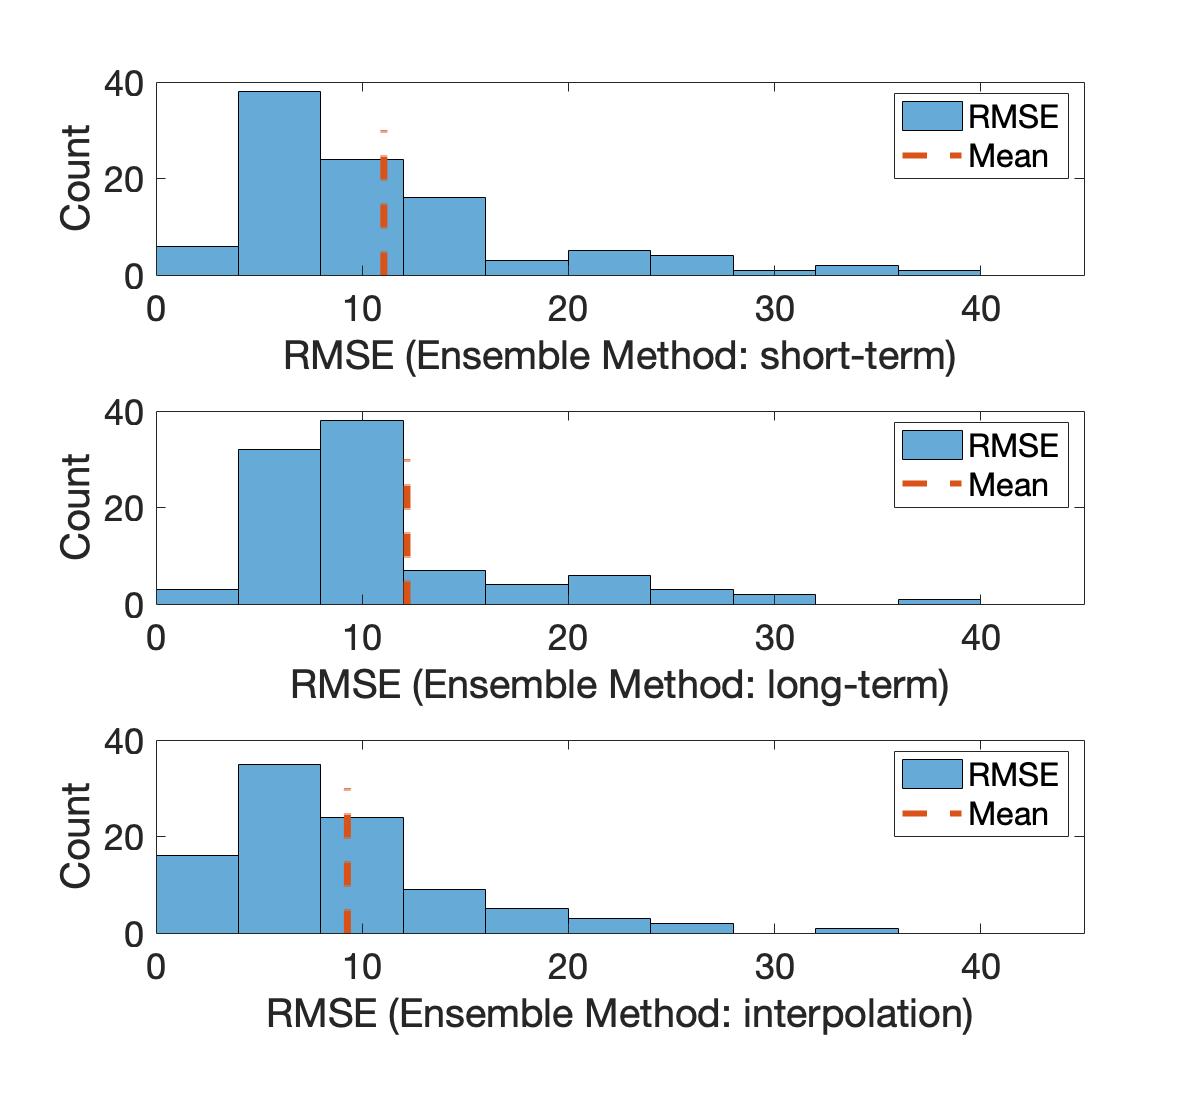 40
20
0
Count
0 10 20 30 40
RMSE (Ensemble Method: short-term)
RMSE
Mean
40
20
0
Count
0 10 20 30 40
RMSE (Ensemble Method: long-term)
RMSE
Mean
40
20
0
Count
0 10 20 30 40
RMSE (Ensemble Method: interpolation)
RMSE
Mean